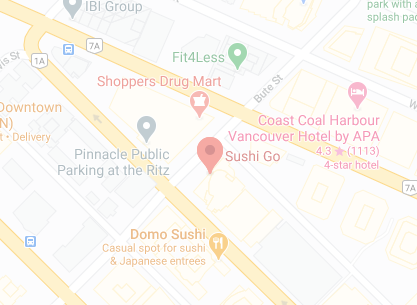 IBI Group
park with a
splash pad
7A
1A
Fit4Less
Shoppers Drug Mart
Bute St
Downtown
N)
t • Delivery
Coast Coal Harbour
Vancouver Hotel by APA
4.3 ★ (1113)
4-star hotel
Pinnacle Public
Parking at the Ritz
Sushi Go
7A
Domo Sushi
Casual spot for sushi
& Japanese entrees